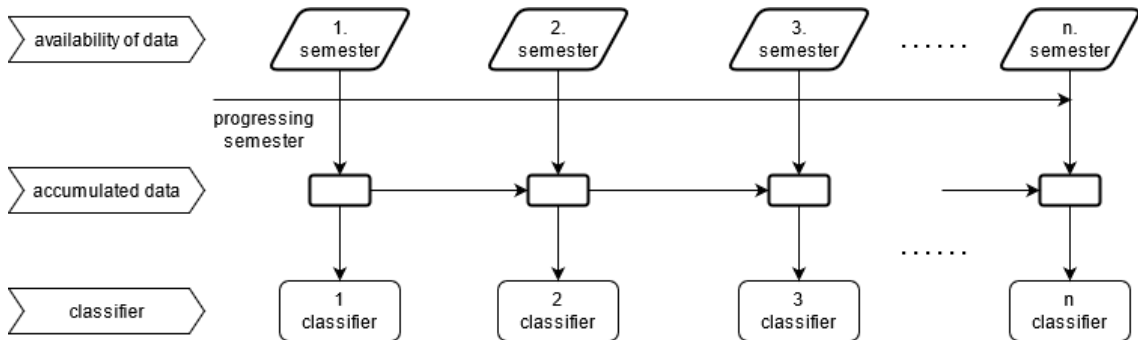 availability of data
1.
semester
2.
semester
3.
semester
......
n.
semester
progressing
semester
accumulated data
......
classifier
1
classifier
2
classifier
3
classifier
n
classifier